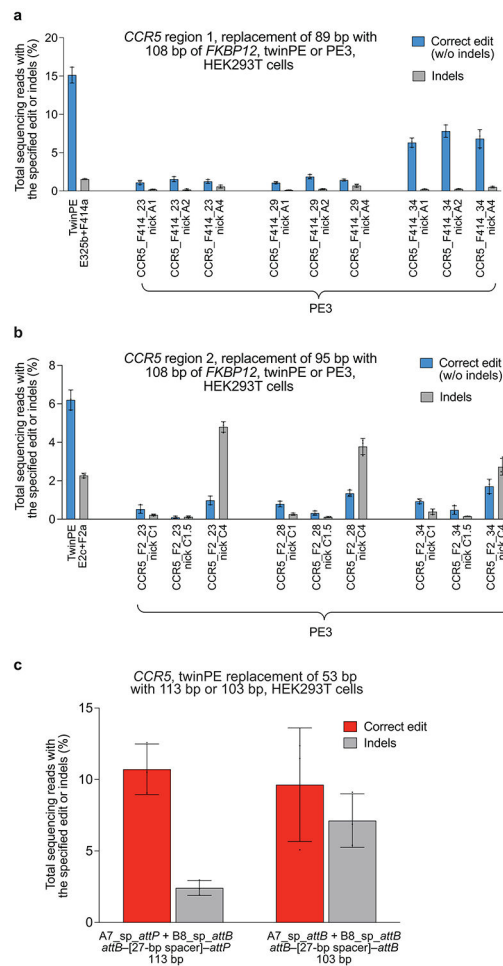 a
CCR5 region 1, replacement of 89 bp with
108 bp of FKBP12, twinPE or PE3,
HEK293T cells
Total sequencing reads with
the specified edit or indels (%)
20
15
10
5
0
Correct edit
(w/o indels)
Indels
TwinPE
E325b+F414a
CCR5_F414_23
nick A1
CCR5_F414_23
nick A2
CCR5_F414_23
nick A4
CCR5_F414_29
nick A1
CCR5_F414_29
nick A2
CCR5_F414_29
nick A4
CCR5_F414_34
nick A1
CCR5_F414_34
nick A2
CCR5_F414_34
nick A4
PE3
b
CCR5 region 2, replacement of 95 bp with
108 bp of FKBP12, twinPE or PE3,
HEK293T cells
Total sequencing reads with
the specified edit or indels (%)
8
6
4
2
0
Correct edit
(w/o indels)
Indels
TwinPE
E2c+F2a
CCR5_F2_23
nick C1
CCR5_F2_23
nick C1.5
CCR5_F2_23
nick C4
CCR5_F2_28
nick C1
CCR5_F2_28
nick C1.5
CCR5_F2_28
nick C4
CCR5_F2_34
nick C1
CCR5_F2_34
nick C1.5
CCR5_F2_34
nick C4
PE3
c
CCR5, twinPE replacement of 53 bp
with 113 bp or 103 bp, HEK293T cells
Total sequencing reads with
the specified edit or indels (%)
15
10
5
0
Correct edit
Indels
A7_sp_attP + B8_sp_attB
attB–[27-bp spacer]–attP
113 bp
A7_sp_attB + B8_sp_attB
attB–[27-bp spacer]–attB
103 bp